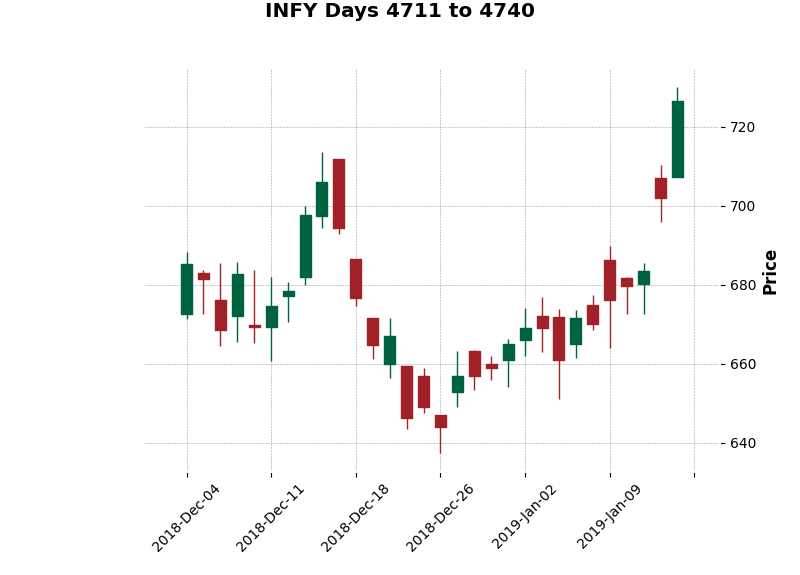 INFY Days 4711 to 4740
720
700
680
660
640
Price
2018-Dec-04
2018-Dec-11
2018-Dec-18
2018-Dec-26
2019-Jan-02
2019-Jan-09